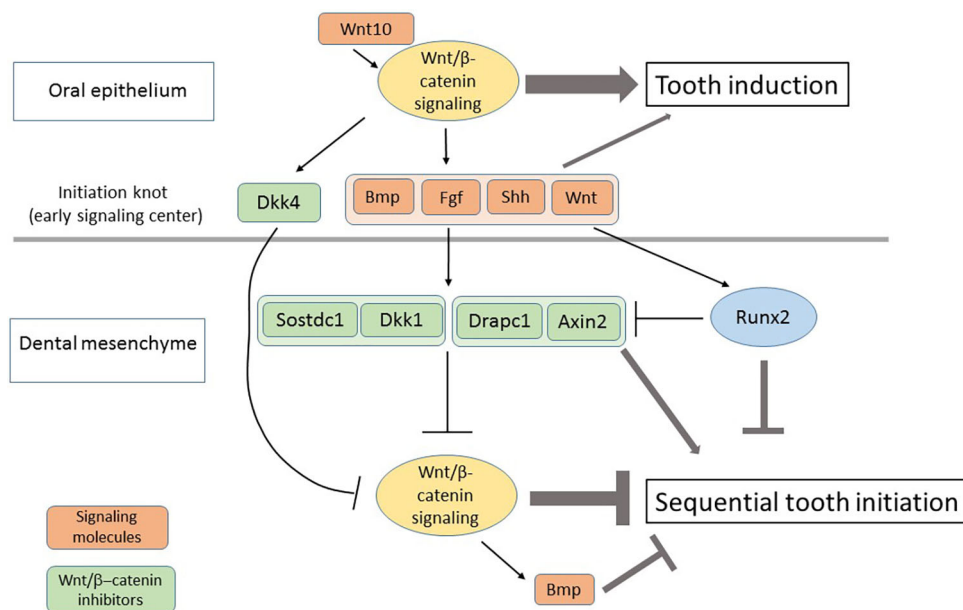 Wnt10
Wnt/β-
catenin
signaling
Oral epithelium
Tooth induction
Initiation knot
(early signaling center)
Dkk4
Bmp
Fgf
Shh
Wnt
Sostdc1
Dkk1
Drapc1
Axin2
Runx2
Dental mesenchyme
Wnt/β-
catenin
signaling
Sequential tooth initiation
Signaling
molecules
Bmp
Wnt/β–catenin
inhibitors